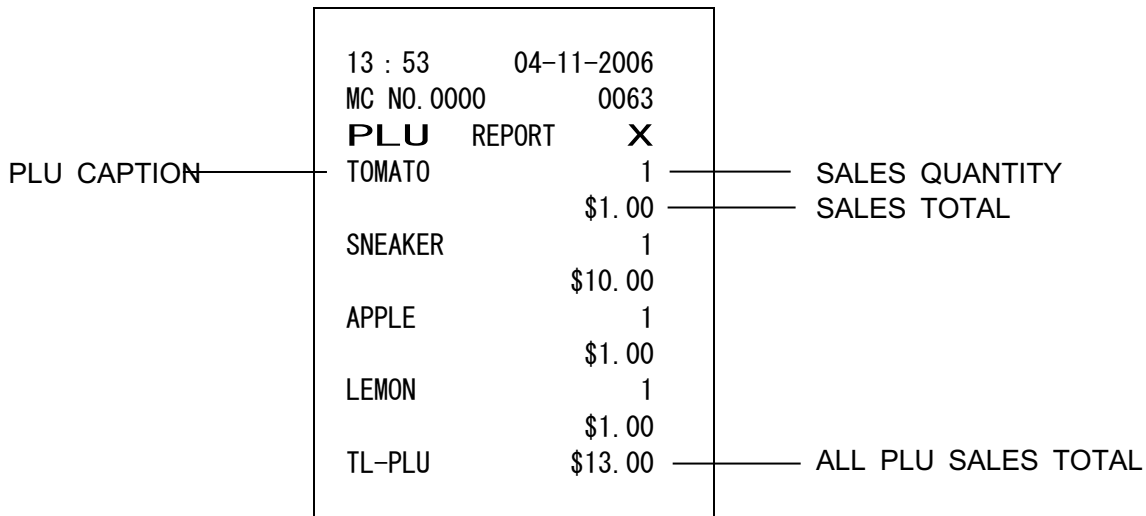 13 : 53 04-11-2006
MC NO.0000 0063
PLU REPORT X
PLU CAPTION TOMATO 1 SALES QUANTITY
$1.00 SALES TOTAL
SNEAKER 1
$10.00
APPLE 1
$1.00
LEMON 1
$1.00
TL-PLU $13.00 ALL PLU SALES TOTAL